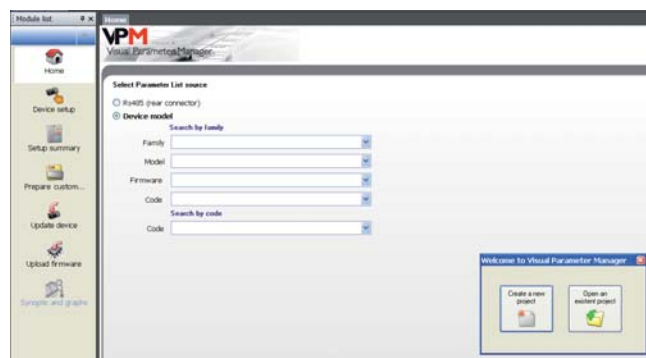 Module list
Home
VPM
Visual Parameter Manager
Home
Device setup
Setup summary
Prepare custom...
Update device
Upload firmware
Synoptic and graphs
Select Parameter List source
Rs485 (rear connector)
Device model
Search by family
Family
Model
Firmware
Code
Search by code
Code
Welcome to Visual Parameter Manager
Create a new project
Open an existent project